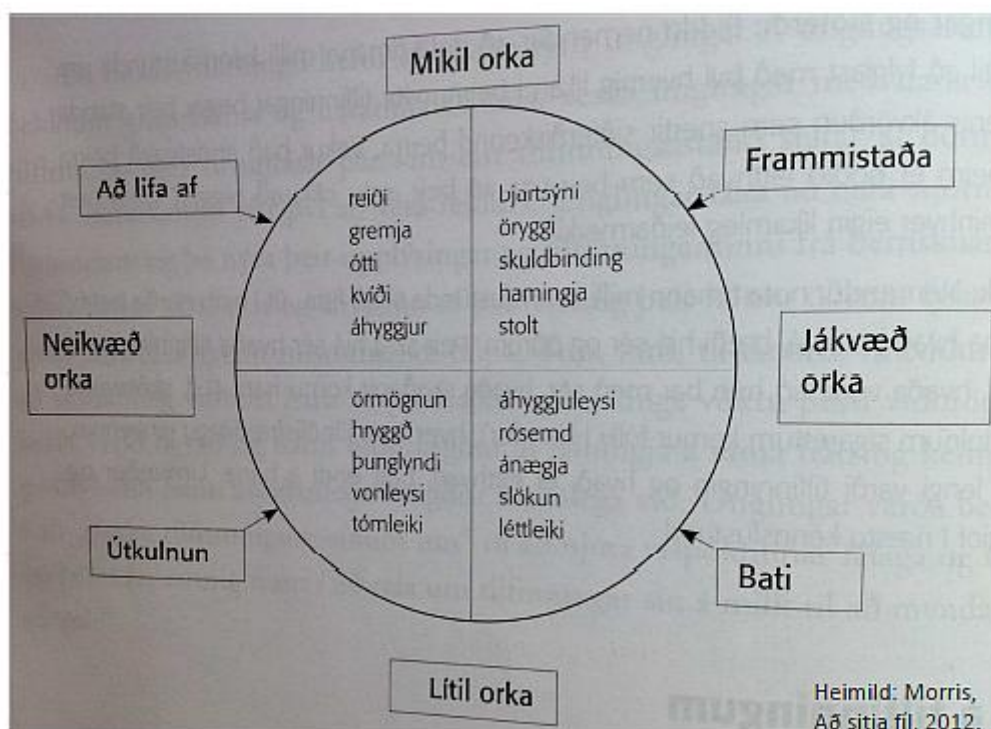 Mikil orka
Að lifa af
Frammistaða
reiði
gremja
ótti
kvíði
áhyggjur
bjartsýni
öryggi
skuldbinding
hamingja
stolt
Neikvæð
orka
Jákvæð
orka
örmögnun
hryggð
þunglyndi
vonleysi
tómleiki
áhyggjuleysi
rósemd
ánægja
slökun
léttleiki
Útkulnun
Bati
Lítil orka
Heimild: Morris,
Að sitja fíl, 2012.